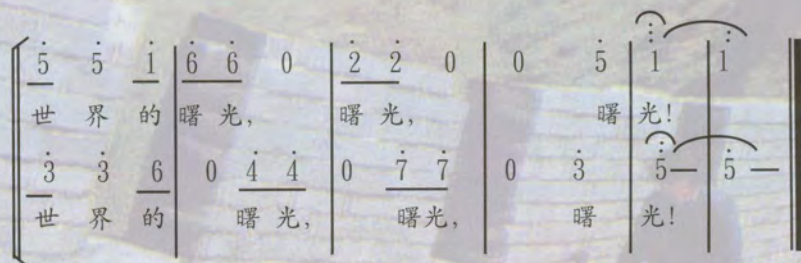 5̣̇ 5̇ 1̇ | 6̇ 6̇ 0 | 2̇ 2̇ 0 | 0 5̇ | 1̇ | 1̇
世 界 的 曙 光, 曙 光, 曙 光!
3̇ 3̇ 6 | 0 4̇ 4̇ | 0 7̇ 7̇ | 0 3̇ | 5̇ — | 5̇ —
世 界 的 曙 光, 曙光, 曙 光!